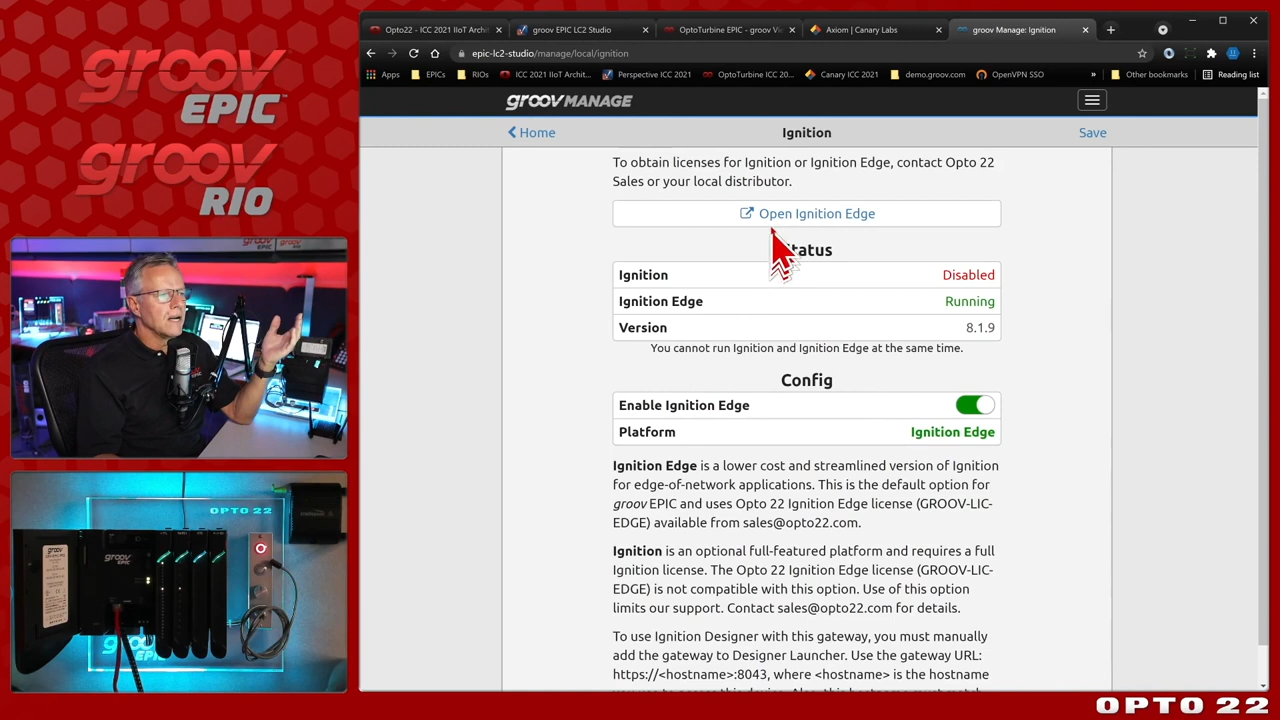 groov
EPIC™
groov
RIO
OPTO 22
groov
EPIC
Opto22 - ICC 2021 IIoT Archit
groov EPIC LC2 Studio
OptoTurbine EPIC - groov Vie
Axiom | Canary Labs
groov Manage: Ignition
epic-lc2-studio/manage/local/ignition
Apps
EPICs
RIOs
ICC 2021 IIoT Archit...
Perspective ICC 2021
OptoTurbine ICC 20...
Canary ICC 2021
demo.groov.com
OpenVPN SSO
»
Other bookmarks
Reading list
groov MANAGE
Home
Ignition
Save
To obtain licenses for Ignition or Ignition Edge, contact Opto 22
Sales or your local distributor.
Open Ignition Edge
tatus
Ignition Disabled
Ignition Edge Running
Version 8.1.9
You cannot run Ignition and Ignition Edge at the same time.
Config
Enable Ignition Edge
Platform Ignition Edge
Ignition Edge is a lower cost and streamlined version of Ignition
for edge-of-network applications. This is the default option for
groov EPIC and uses Opto 22 Ignition Edge license (GROOV-LIC-
EDGE) available from sales@opto22.com.
Ignition is an optional full-featured platform and requires a full
Ignition license. The Opto 22 Ignition Edge license (GROOV-LIC-
EDGE) is not compatible with this option. Use of this option
limits our support. Contact sales@opto22.com for details.
To use Ignition Designer with this gateway, you must manually
add the gateway to Designer Launcher. Use the gateway URL:
https://<hostname>:8043, where <hostname> is the hostname
OPTO 22